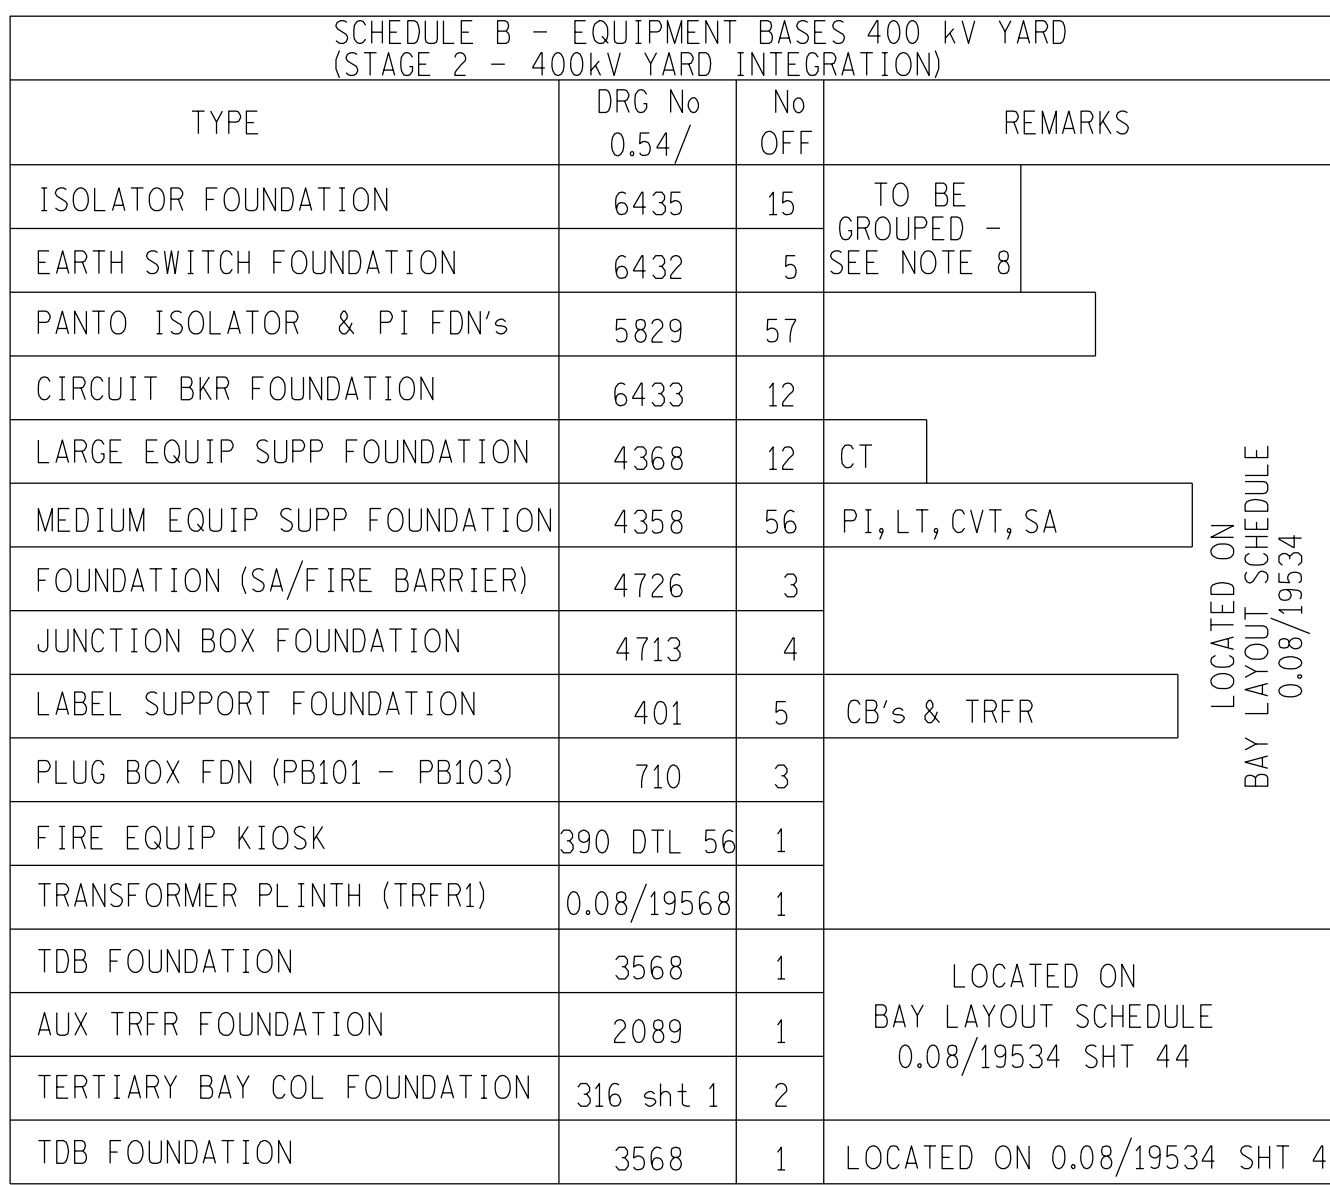 SCHEDULE B - EQUIPMENT BASES 400 kV YARD
(STAGE 2 - 400kV YARD INTEGRATION)
TYPE
DRG No
0.54/
No
OFF
REMARKS
ISOLATOR FOUNDATION 6435 15
TO BE
GROUPED -
SEE NOTE 8
EARTH SWITCH FOUNDATION 6432 5
PANTO ISOLATOR & PI FDN's 5829 57
CIRCUIT BKR FOUNDATION 6433 12
LARGE EQUIP SUPP FOUNDATION 4368 12 CT
MEDIUM EQUIP SUPP FOUNDATION 4358 56 PI, LT, CVT, SA
FOUNDATION (SA/FIRE BARRIER) 4726 3
JUNCTION BOX FOUNDATION 4713 4
LABEL SUPPORT FOUNDATION 401 5 CB's & TRFR
PLUG BOX FDN (PB101 - PB103) 710 3
FIRE EQUIP KIOSK 390 DTL 56 1
TRANSFORMER PLINTH (TRFR1) 0.08/19568 1
LOCATED ON
BAY LAYOUT SCHEDULE
0.08/19534
TDB FOUNDATION 3568 1
AUX TRFR FOUNDATION 2089 1
TERTIARY BAY COL FOUNDATION 316 sht 1 2
LOCATED ON
BAY LAYOUT SCHEDULE
0.08/19534 SHT 44
TDB FOUNDATION 3568 1 LOCATED ON 0.08/19534 SHT 4